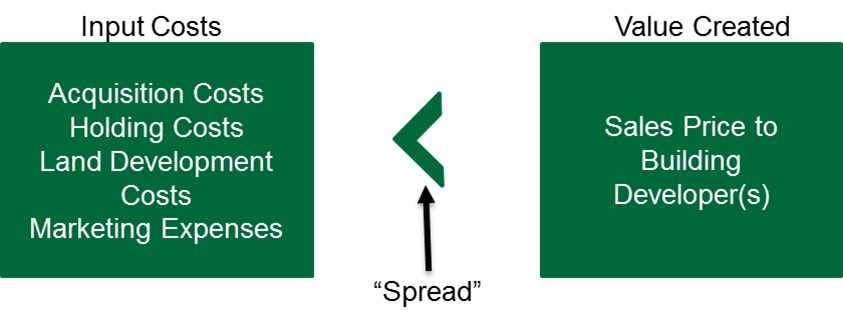 Input Costs
Acquisition Costs
Holding Costs
Land Development
Costs
Marketing Expenses
“Spread”
Value Created
Sales Price to
Building
Developer(s)